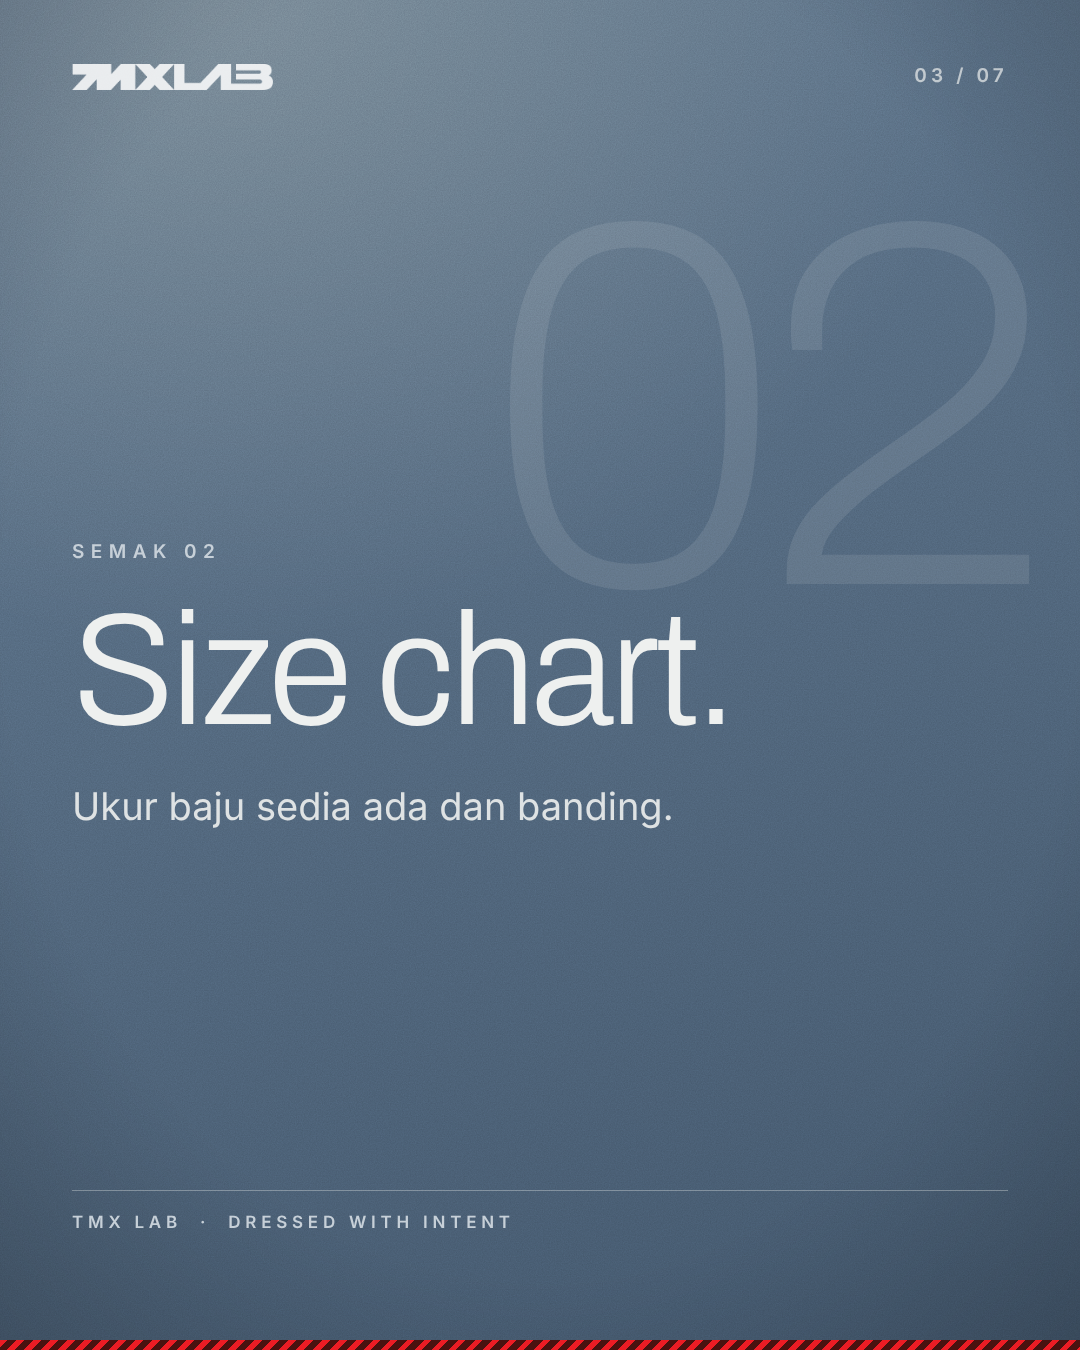 TMXLAB
03 / 07
02
SEMAK 02
Size chart.
Ukur baju sedia ada dan banding.
TMX LAB · DRESSED WITH INTENT